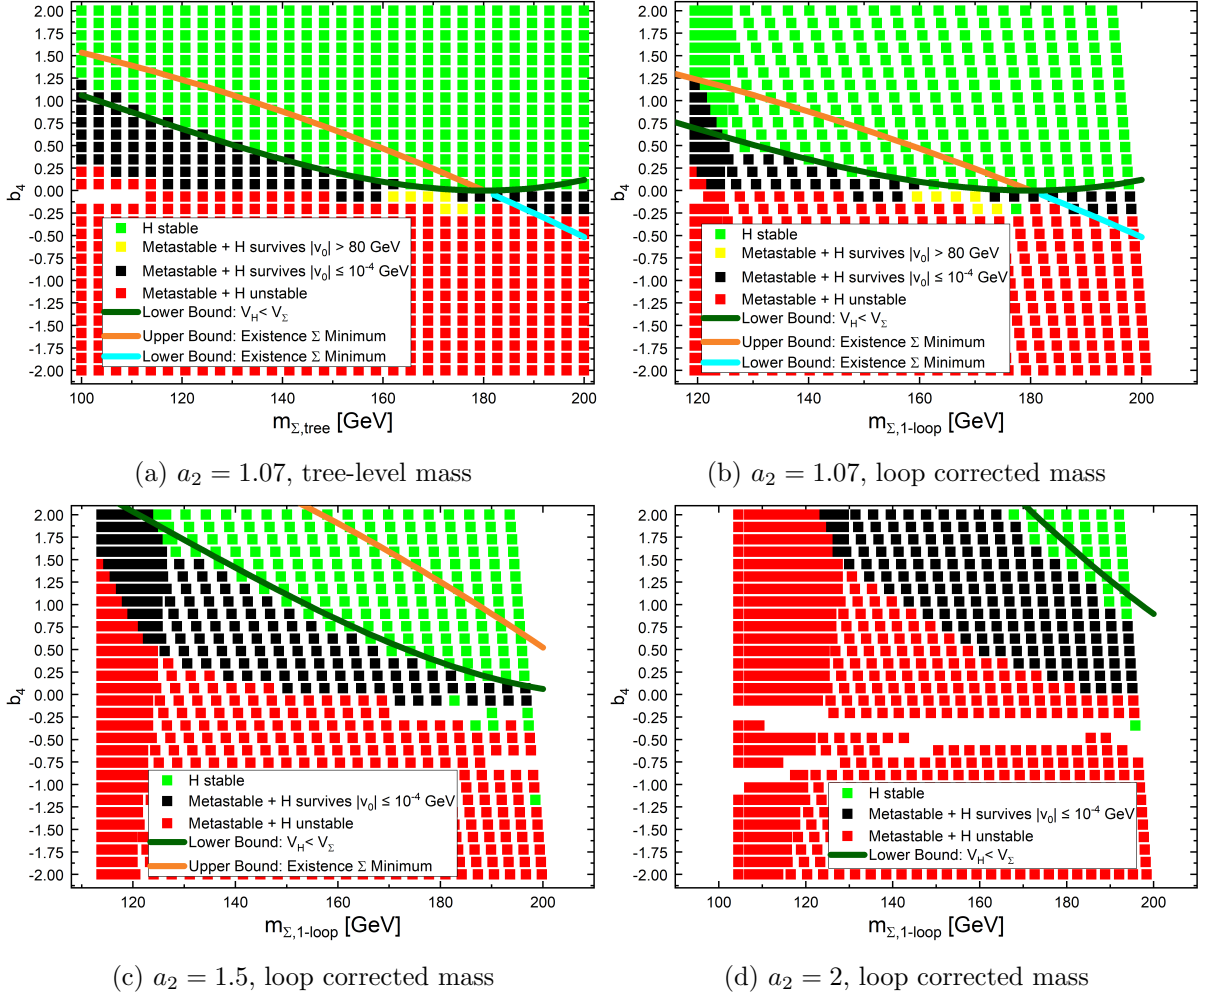 2.00
1.75
1.50
1.25
1.00
0.75
0.50
0.25
0.00
-0.25
-0.50
-0.75
-1.00
-1.25
-1.50
-1.75
-2.00
b₄
H stable
Metastable + H survives |v₀| > 80 GeV
Metastable + H survives |v₀| ≤ 10⁻⁴ GeV
Metastable + H unstable
Lower Bound: V_H < V_Σ
Upper Bound: Existence Σ Minimum
Lower Bound: Existence Σ Minimum
100 120 140 160 180 200
m_Σ,tree [GeV]
(a) a₂ = 1.07, tree-level mass
2.00
1.75
1.50
1.25
1.00
0.75
0.50
0.25
0.00
-0.25
-0.50
-0.75
-1.00
-1.25
-1.50
-1.75
-2.00
b₄
H stable
Metastable + H survives |v₀| > 80 GeV
Metastable + H survives |v₀| ≤ 10⁻⁴ GeV
Metastable + H unstable
Lower Bound: V_H < V_Σ
Upper Bound: Existence Σ Minimum
Lower Bound: Existence Σ Minimum
120 140 160 180 200
m_Σ,1-loop [GeV]
(b) a₂ = 1.07, loop corrected mass
2.00
1.75
1.50
1.25
1.00
0.75
0.50
0.25
0.00
-0.25
-0.50
-0.75
-1.00
-1.25
-1.50
-1.75
-2.00
b₄
H stable
Metastable + H survives |v₀| ≤ 10⁻⁴ GeV
Metastable + H unstable
Lower Bound: V_H < V_Σ
Upper Bound: Existence Σ Minimum
120 140 160 180 200
m_Σ,1-loop [GeV]
(c) a₂ = 1.5, loop corrected mass
2.00
1.75
1.50
1.25
1.00
0.75
0.50
0.25
0.00
-0.25
-0.50
-0.75
-1.00
-1.25
-1.50
-1.75
-2.00
b₄
H stable
Metastable + H survives |v₀| ≤ 10⁻⁴ GeV
Metastable + H unstable
Lower Bound: V_H < V_Σ
100 120 140 160 180 200
m_Σ,1-loop [GeV]
(d) a₂ = 2, loop corrected mass